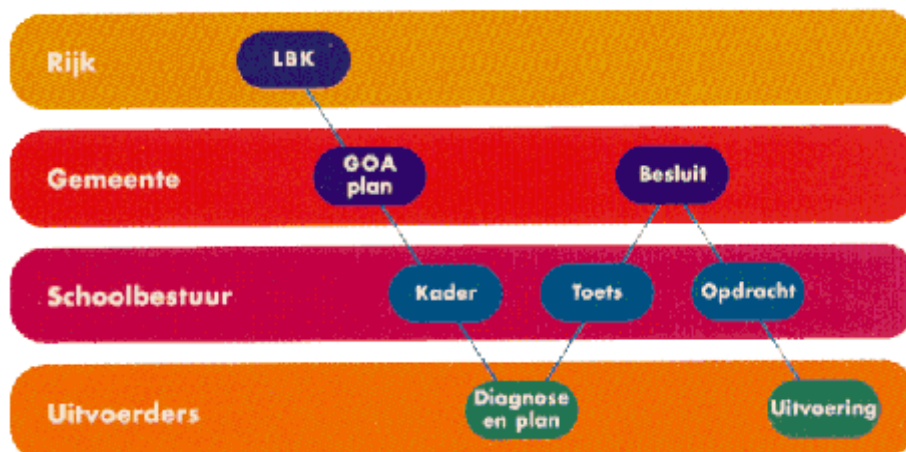 Rijk
LBK
Gemeente
GOA
plan
Besluit
Schoolbestuur
Kader
Toets
Opdracht
Uitvoerders
Diagnose
en plan
Uitvoering